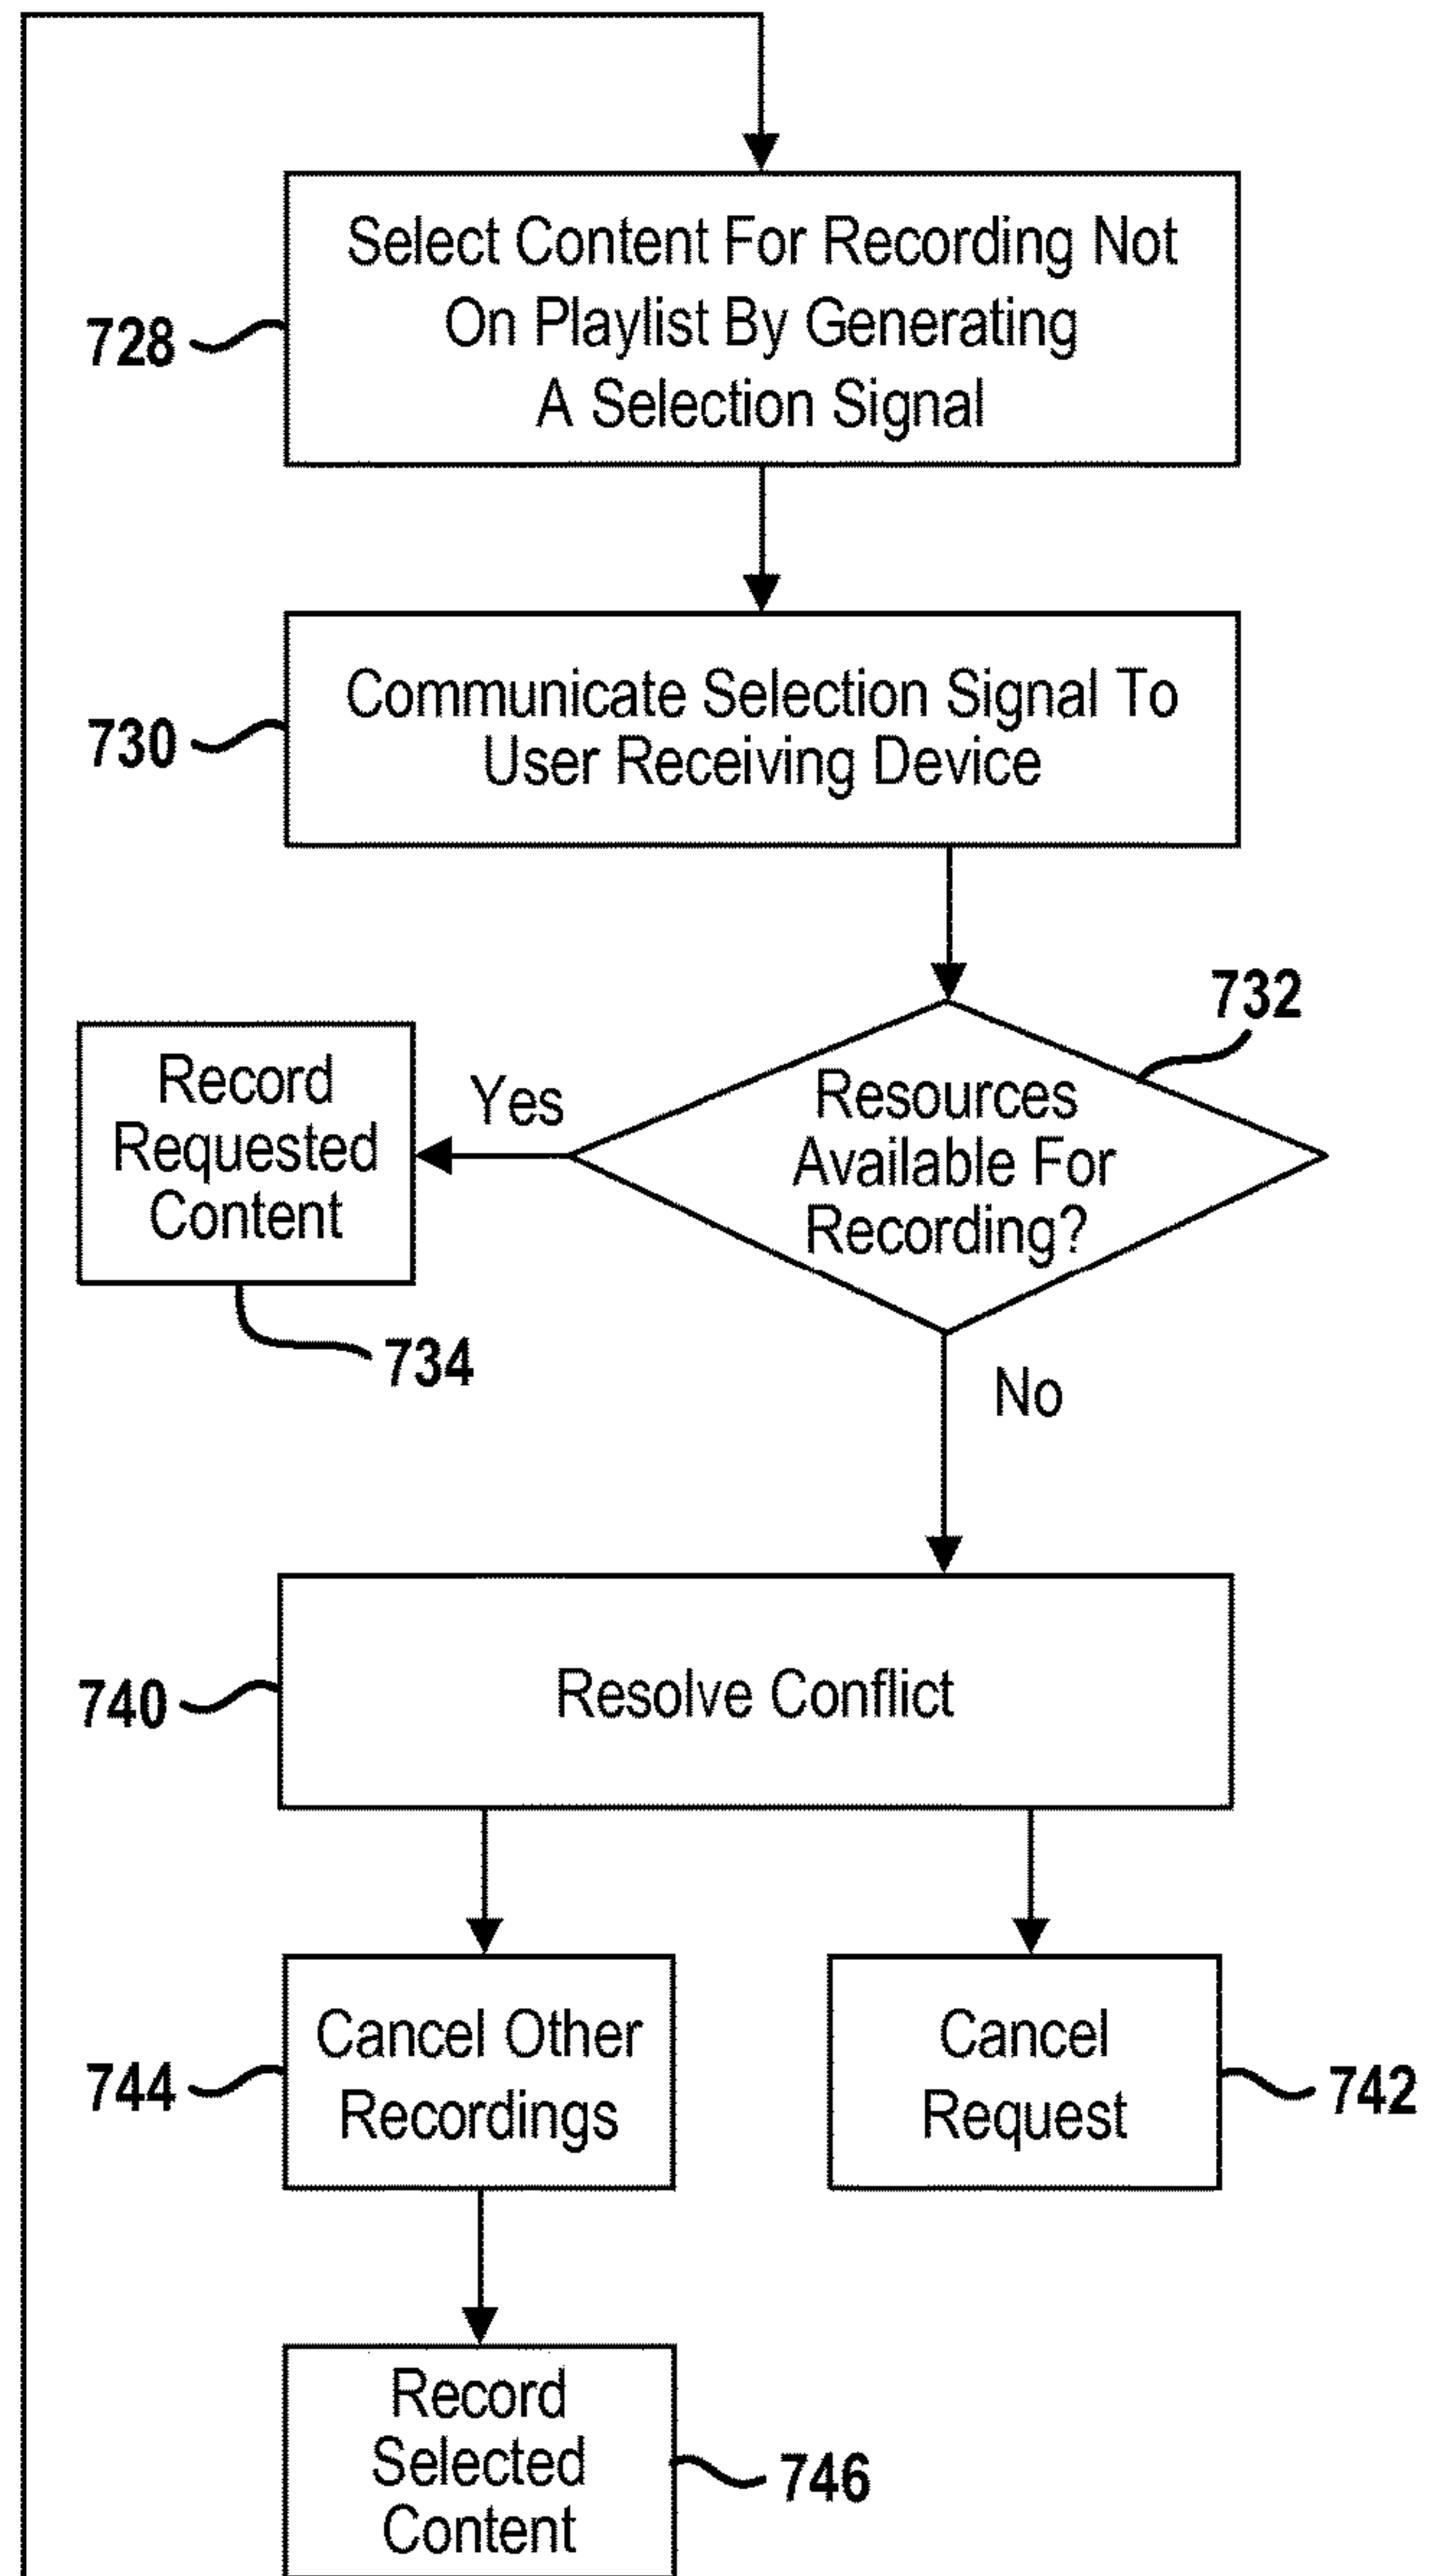 Select Content For Recording Not
On Playlist By Generating
A Selection Signal
728
Communicate Selection Signal To
User Receiving Device
730
732
Resources
Available For
Recording?
Yes
Record
Requested
Content
734
No
Resolve Conflict
740
Cancel Other
Recordings
744
Cancel
Request
742
Record
Selected
Content
746